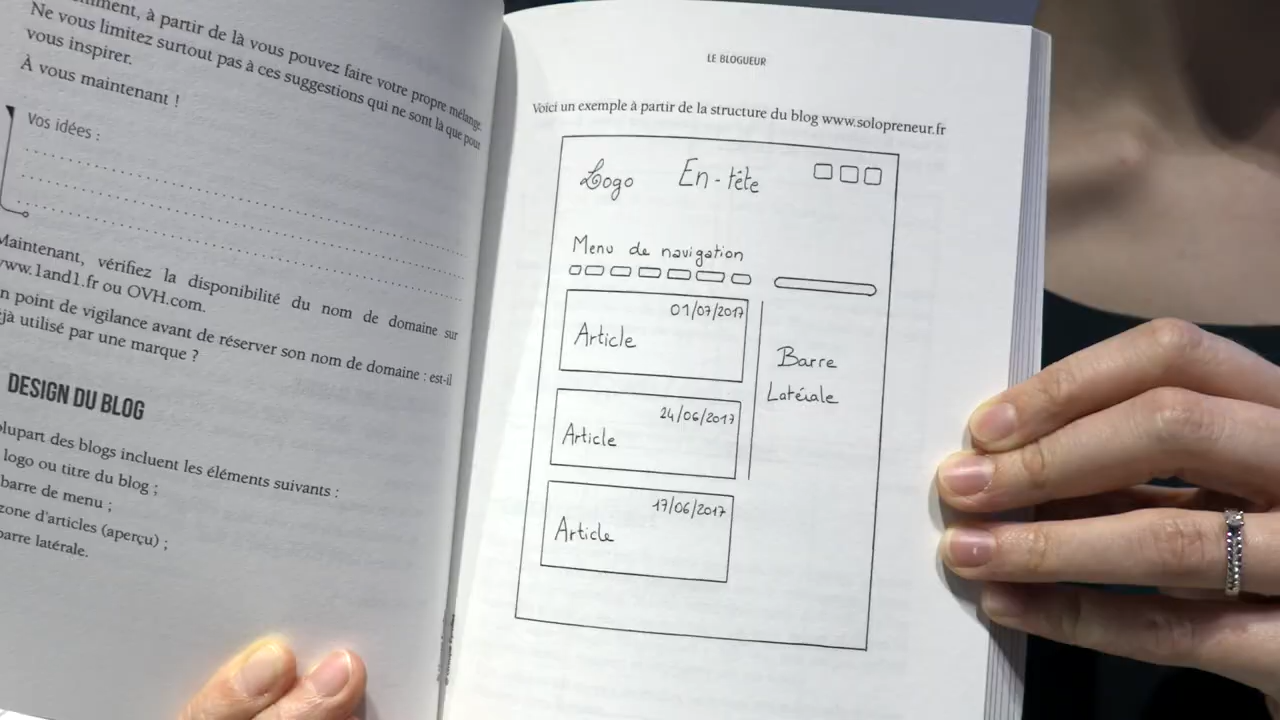 à partir de là vous pouvez faire votre propre mélange.
Ne vous limitez surtout pas à ces suggestions qui ne sont là que pour
vous inspirer.
À vous maintenant !
Vos idées :
Maintenant, vérifiez la disponibilité du nom de domaine sur
www.1and1.fr ou OVH.com.
n point de vigilance avant de réserver son nom de domaine : est-il
jà utilisé par une marque ?
DESIGN DU BLOG
plupart des blogs incluent les éléments suivants :
logo ou titre du blog ;
barre de menu ;
zone d'articles (aperçu) ;
barre latérale.
LE BLOGUEUR
Voici un exemple à partir de la structure du blog www.solopreneur.fr
Logo En-tête
Menu de navigation
01/07/2017
Article
24/06/2017
Article
17/06/2017
Article
Barre
Latérale